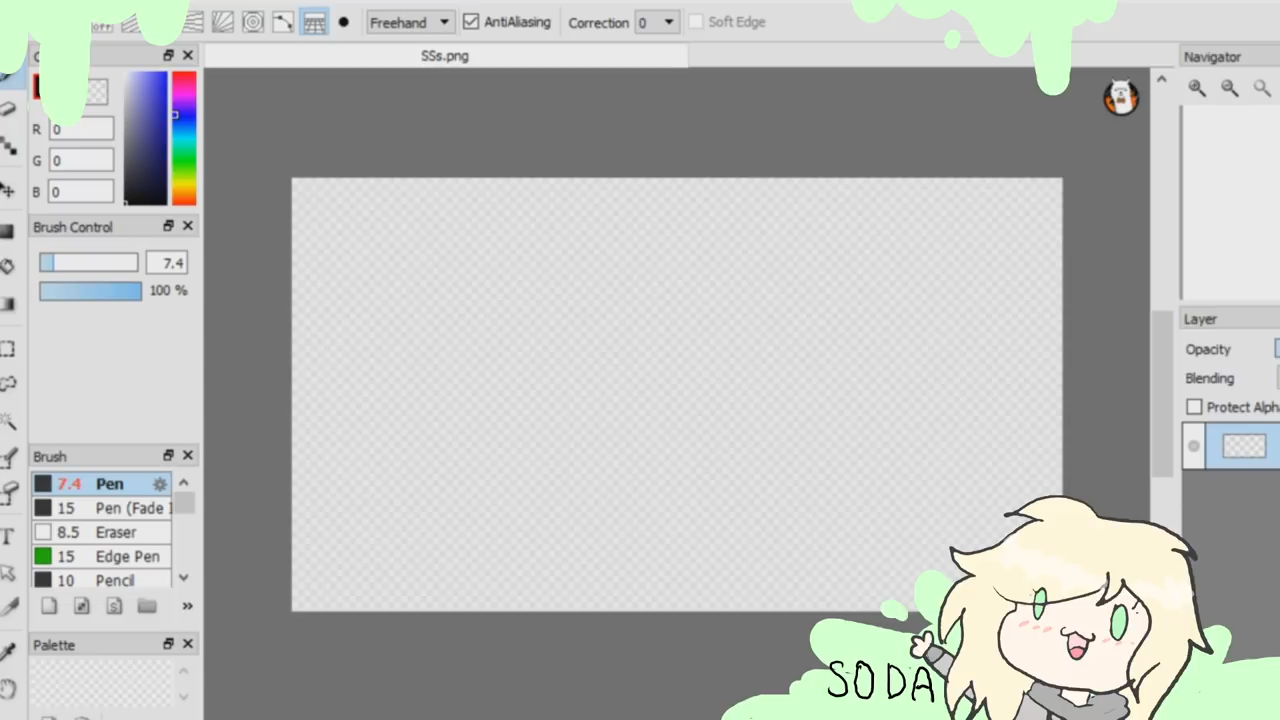 OFF
Freehand
AntiAliasing
Correction 0
Soft Edge
SSs.png
Navigator
R 0
G 0
B 0
Brush Control
7.4
100 %
Layer
Opacity
Blending
Protect Alph
Brush
7.4 Pen
15 Pen (Fade I
8.5 Eraser
15 Edge Pen
10 Pencil
Palette
SODA